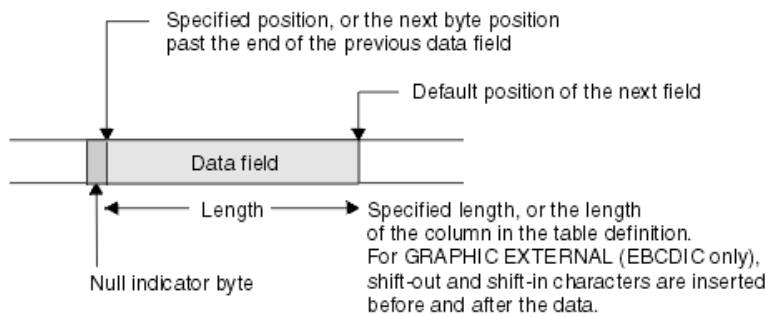 Specified position, or the next byte position
past the end of the previous data field
Default position of the next field
Data field
Length
Specified length, or the length
of the column in the table definition.
For GRAPHIC EXTERNAL (EBCDIC only),
shift-out and shift-in characters are inserted
before and after the data.
Null indicator byte